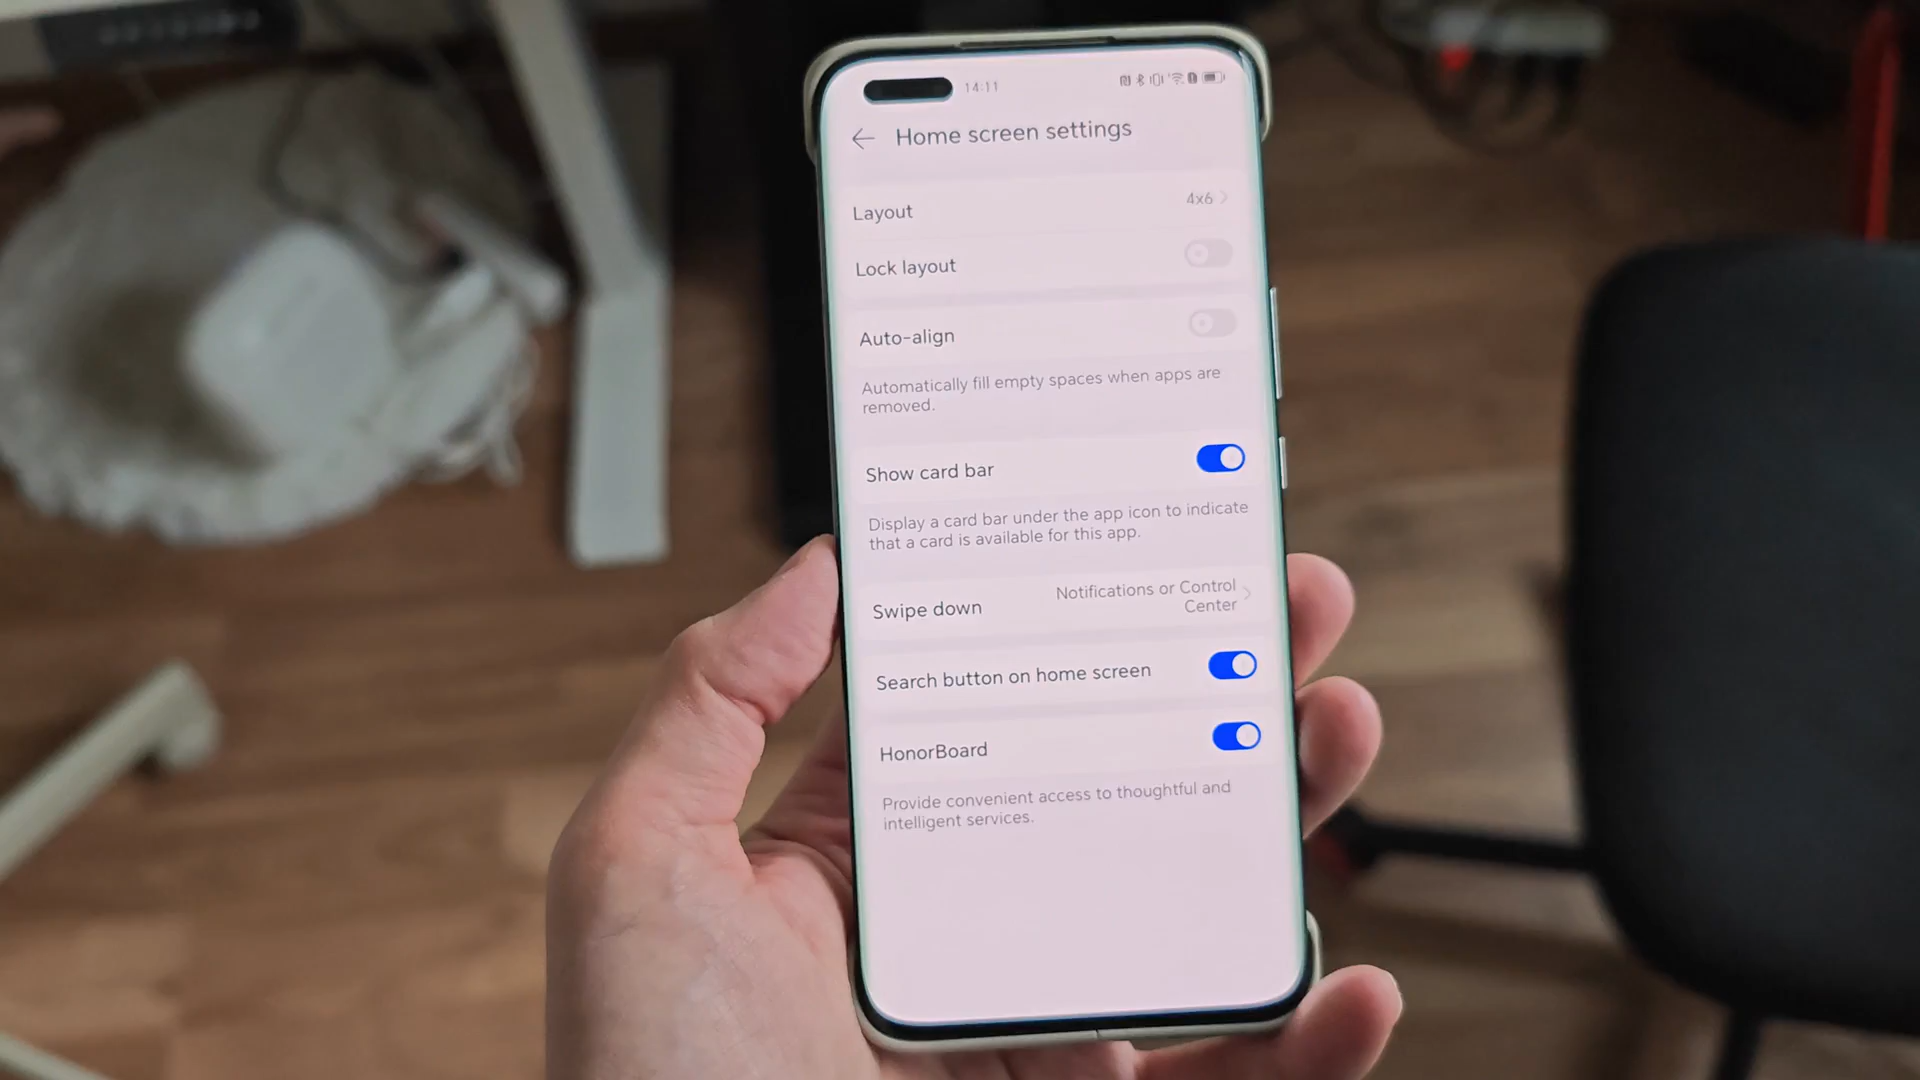 14:11
Home screen settings
Layout
4x6
Lock layout
Auto-align
Automatically fill empty spaces when apps are
removed.
Show card bar
Display a card bar under the app icon to indicate
that a card is available for this app.
Swipe down
Notifications or Control
Center
Search button on home screen
HonorBoard
Provide convenient access to thoughtful and
intelligent services.